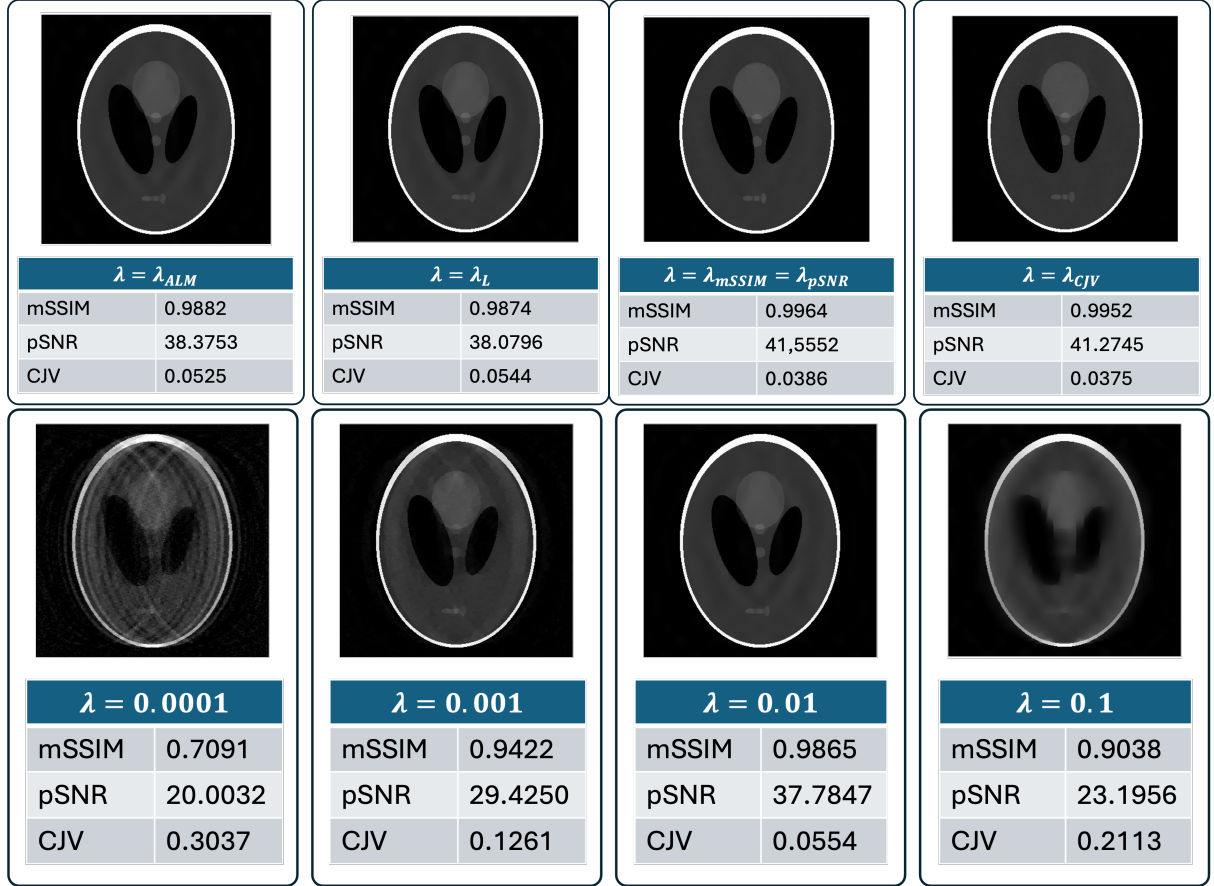 λ = λ_ALM
mSSIM 0.9882
pSNR 38.3753
CJV 0.0525
λ = λ_L
mSSIM 0.9874
pSNR 38.0796
CJV 0.0544
λ = λ_mSSIM = λ_pSNR
mSSIM 0.9964
pSNR 41,5552
CJV 0.0386
λ = λ_CJV
mSSIM 0.9952
pSNR 41.2745
CJV 0.0375
λ = 0.0001
mSSIM 0.7091
pSNR 20.0032
CJV 0.3037
λ = 0.001
mSSIM 0.9422
pSNR 29.4250
CJV 0.1261
λ = 0.01
mSSIM 0.9865
pSNR 37.7847
CJV 0.0554
λ = 0.1
mSSIM 0.9038
pSNR 23.1956
CJV 0.2113